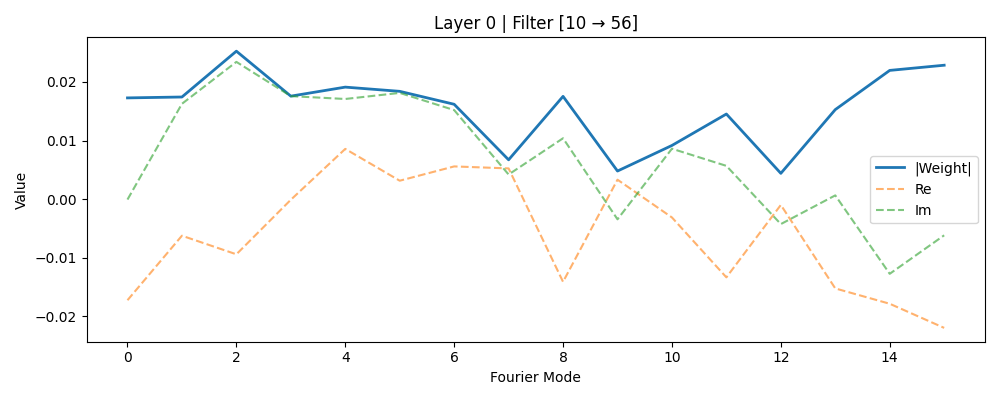 Layer 0 | Filter [10 → 56]
Value
0.02
0.01
0.00
−0.01
−0.02
|Weight|
Re
Im
0 2 4 6 8 10 12 14
Fourier Mode